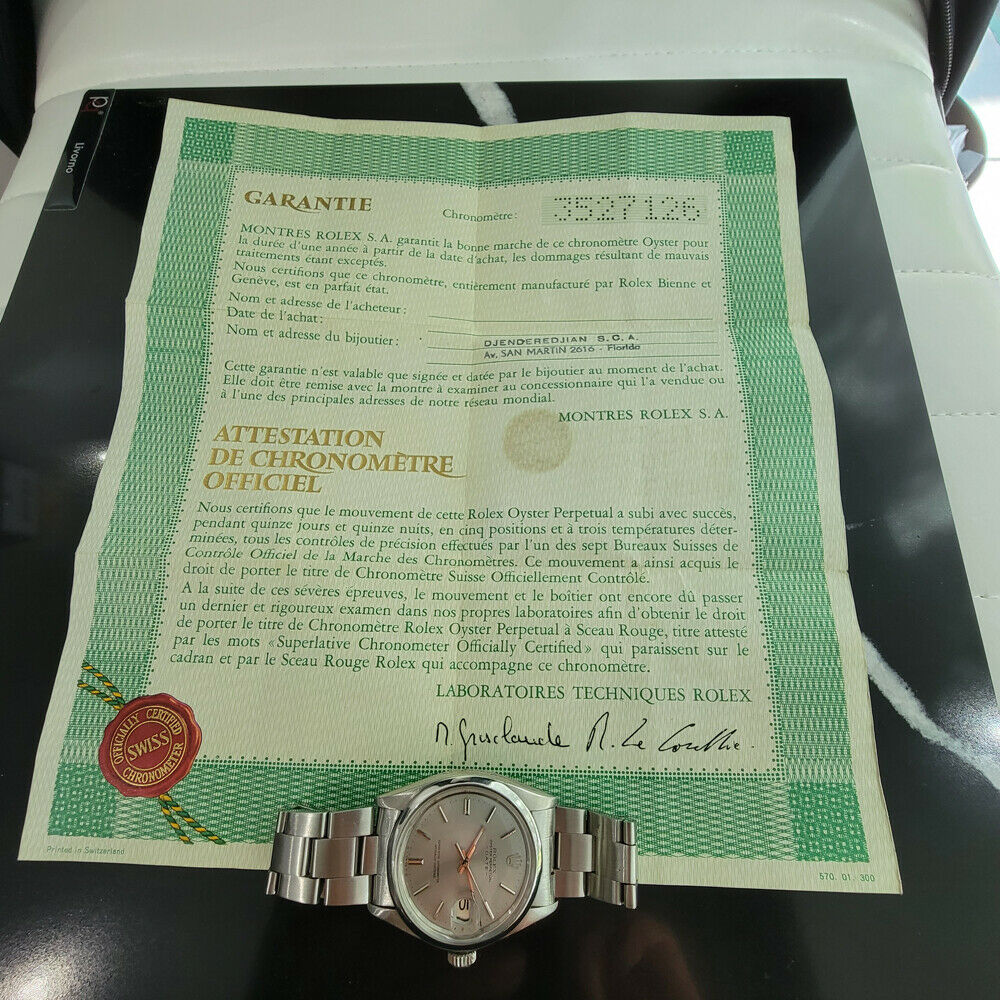 Livorno
GARANTIE
Chronomètre: 3527126
MONTRES ROLEX S. A. garantit la bonne marche de ce chronomètre Oyster pour
la durée d'une année à partir de la date d'achat, les dommages résultant de mauvais
traitements étant exceptés.
Nous certifions que ce chronomètre, entièrement manufacturé par Rolex Bienne et
Genève, est en parfait état.
Nom et adresse de l'acheteur:
Date de l'achat:
Nom et adresse du bijoutier:
DJENDEREDJIAN S.C.A.
Av. SAN MARTIN 2616 - Florida
Cette garantie n'est valable que signée et datée par le bijoutier au moment de l'achat.
Elle doit être remise avec la montre à examiner au concessionnaire qui l'a vendue ou
à l'une des principales adresses de notre réseau mondial.
MONTRES ROLEX S. A.
ATTESTATION
DE CHRONOMÈTRE
OFFICIEL
Nous certifions que le mouvement de cette Rolex Oyster Perpetual a subi avec succès,
pendant quinze jours et quinze nuits, en cinq positions et à trois températures déter-
minées, tous les contrôles de précision effectués par l'un des sept Bureaux Suisses de
Contrôle Officiel de la Marche des Chronomètres. Ce mouvement a ainsi acquis le
droit de porter le titre de Chronomètre Suisse Officiellement Contrôlé.
A la suite de ces sévères épreuves, le mouvement et le boîtier ont encore dû passer
un dernier et rigoureux examen dans nos propres laboratoires afin d'obtenir le droit
de porter le titre de Chronomètre Rolex Oyster Perpetual à Sceau Rouge, titre attesté
par les mots «Superlative Chronometer Officially Certified» qui paraissent sur le
cadran et par le Sceau Rouge Rolex qui accompagne ce chronomètre.
LABORATOIRES TECHNIQUES ROLEX
OFFICIALLY CERTIFIED
SWISS
CHRONOMETER
Printed in Switzerland
570. 01. 300
ROLEX